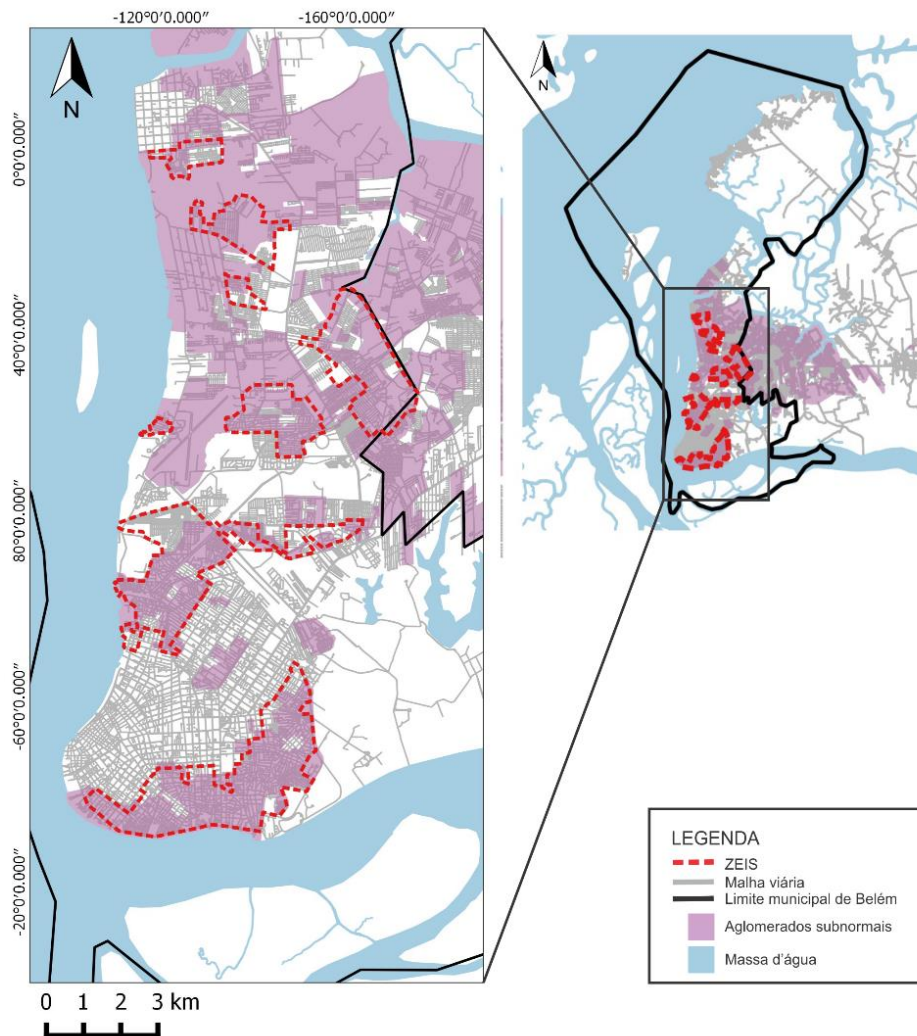 -120°0'0.000″ -160°0'0.000″
N
N
0°0'0.000″
40°0'0.000″
80°0'0.000″
-60°0'0.000″
-20°0'0.000″
0 1 2 3 km
LEGENDA
ZEIS
Malha viária
Limite municipal de Belém
Aglomerados subnormais
Massa d'água